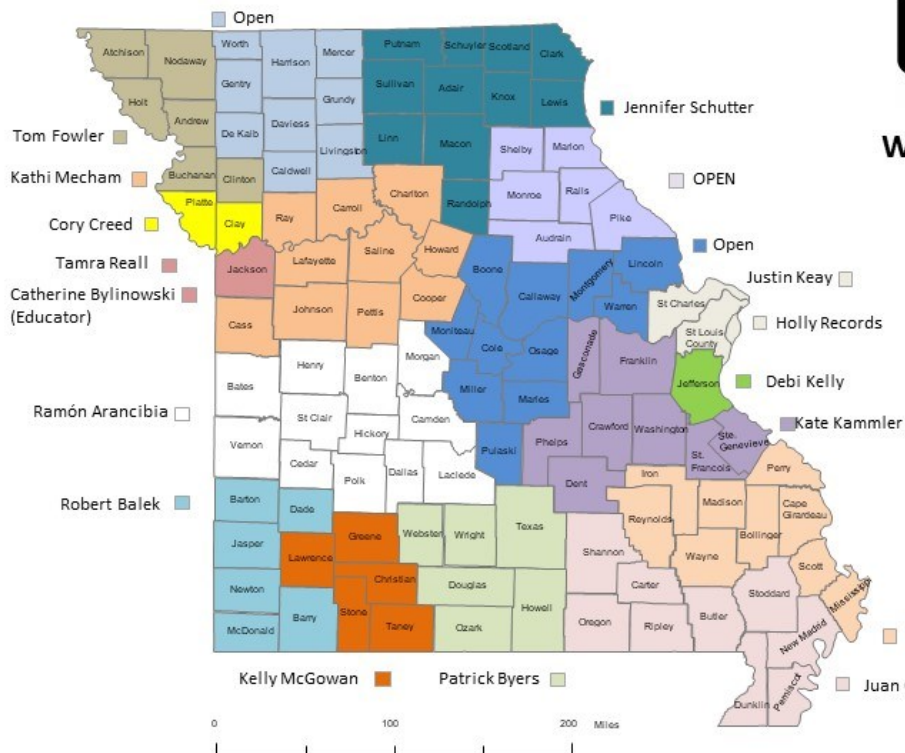 Open
Worth
Mercer
Putnam
Schuyler
Scotland
Clark
Atchison
Nodaway
Harrison
Gentry
Sullivan
Adair
Knox
Lewis
Holt
Grundy
Jennifer Schutter
Andrew
De Kalb
Daviess
Linn
Macon
Shelby
Marion
W
Tom Fowler
Livingston
Buchanan
Clinton
Caldwell
Kathi Mecham
Platte
Chariton
Randolph
Monroe
Ralls
OPEN
Clay
Ray
Carroll
Pike
Cory Creed
Audrain
Saline
Howard
Open
Tamra Reall
Jackson
Lafayette
Boone
Lincoln
Montgomery
Callaway
Justin Keay
Catherine Bylinowski
(Educator)
Cooper
Warren
St Charles
Cass
Johnson
Pettis
Moniteau
St Louis
County
Holly Records
Cole
Osage
Gasconade
Franklin
Morgan
Henry
Benton
Bates
Miller
Maries
Jefferson
Debi Kelly
Ramón Arancibia
St Clair
Camden
Kate Kammler
Hickory
Crawford
Washington
Ste.
Genevieve
Vernon
Pulaski
Phelps
St.
Francois
Cedar
Polk
Dallas
Laclede
Dent
Iron
Perry
Robert Balek
Barton
Dade
Madison
Cape
Girardeau
Webster
Wright
Texas
Reynolds
Greene
Bollinger
Jasper
Lawrence
Shannon
Wayne
Scott
Christian
Carter
Newton
Douglas
Stoddard
Mississippi
Stone
Howell
Barry
Taney
Ozark
Oregon
Ripley
Butler
McDonald
New Madrid
Kelly McGowan
Patrick Byers
Juan
Dunklin
Pemiscot
0
100
200
Miles